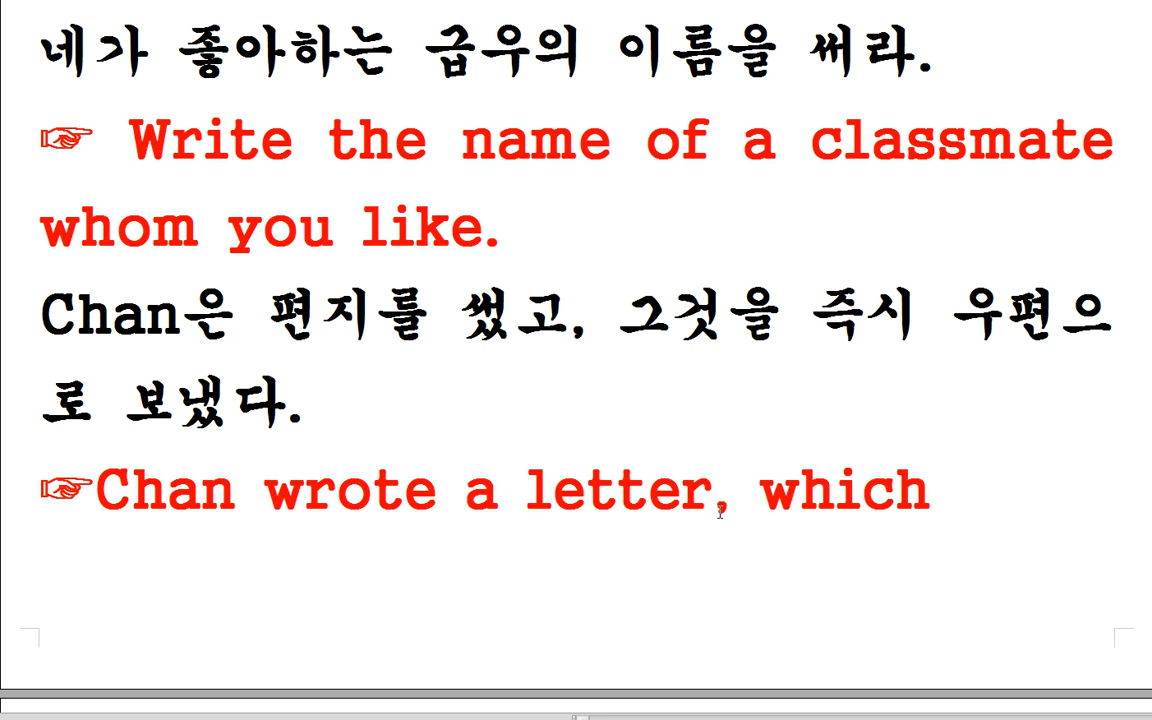 네가 좋아하는 급우의 이름을 써라.
☞ Write the name of a classmate
whom you like.
Chan은 편지를 썼고, 그것을 즉시 우편으
로 보냈다.
☞Chan wrote a letter, which